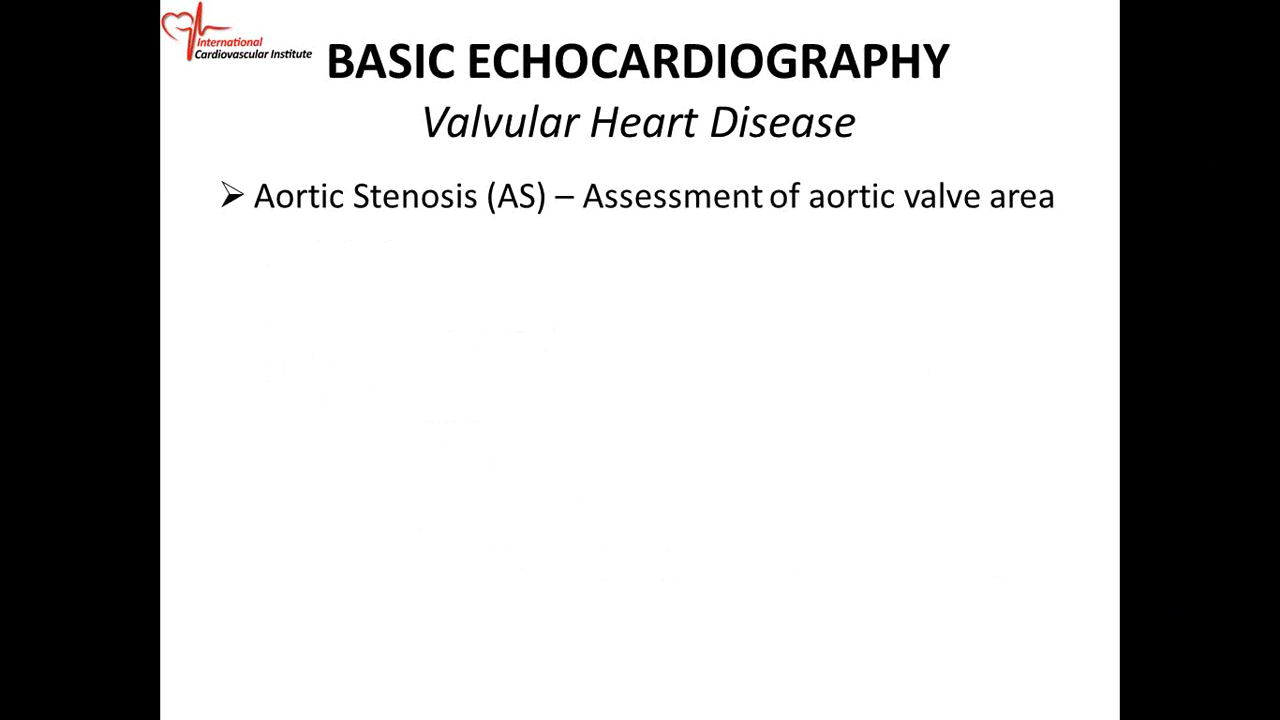 International
Cardiovascular Institute
BASIC ECHOCARDIOGRAPHY
Valvular Heart Disease
➢ Aortic Stenosis (AS) – Assessment of aortic valve area